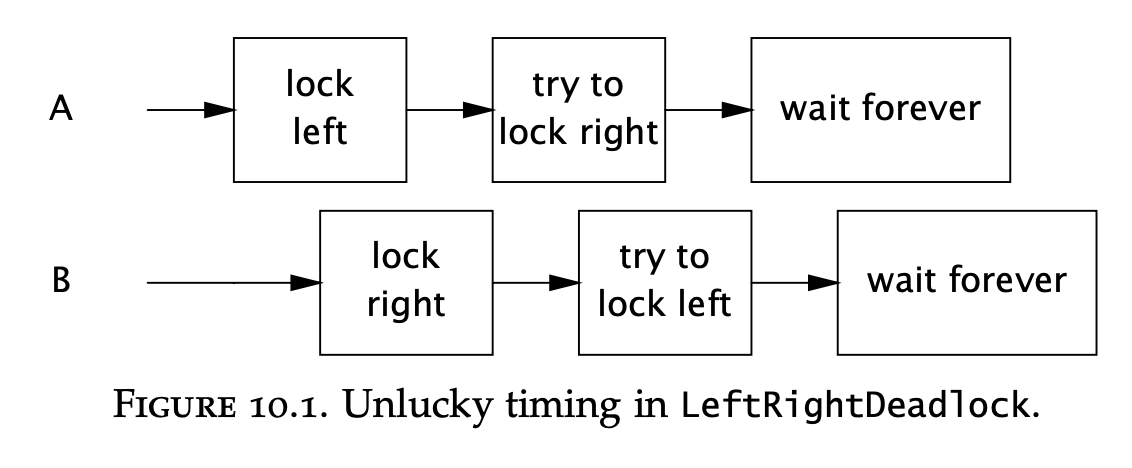 A
lock
left
try to
lock right
wait forever
B
lock
right
try to
lock left
wait forever
FIGURE 10.1. Unlucky timing in LeftRightDeadlock.